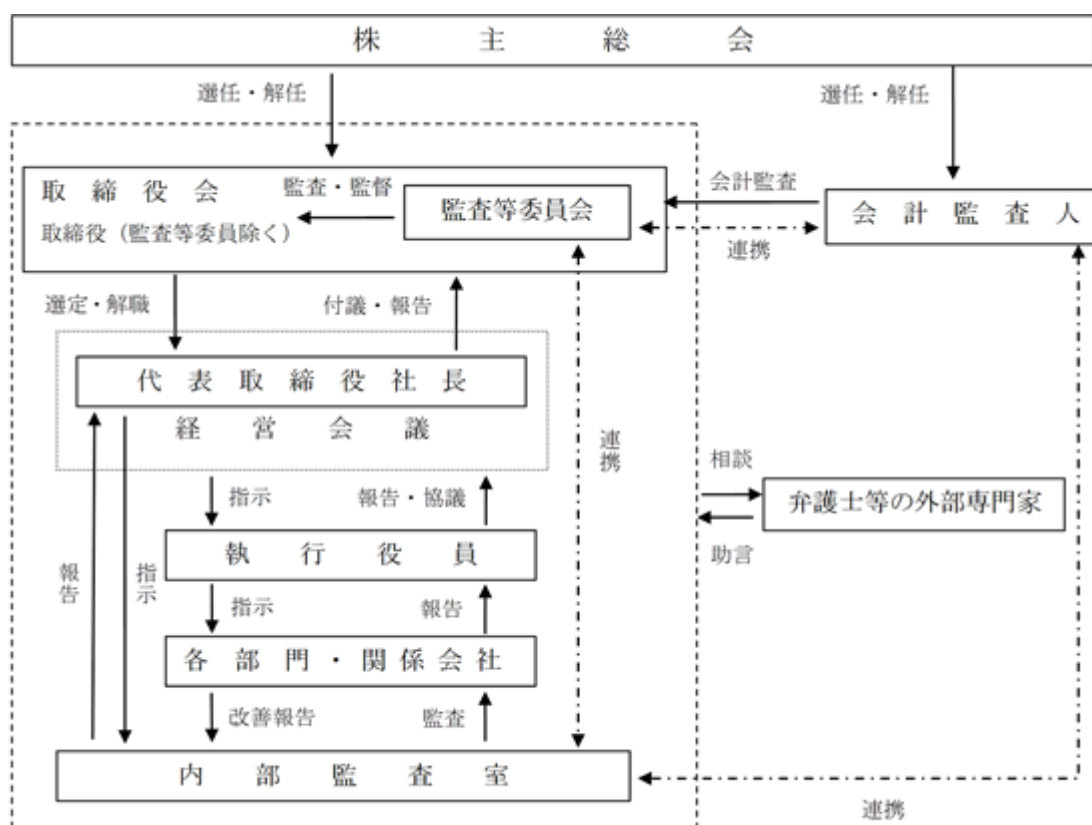 株主総会
選任・解任
選任・解任
取締役会
監査・監督
監査等委員会
取締役（監査等委員除く）
会計監査
会計監査人
連携
選定・解職
付議・報告
代表取締役社長
経営会議
連携
相談
弁護士等の外部専門家
助言
指示
報告・協議
執行役員
報告
指示
指示
報告
各部門・関係会社
改善報告
監査
内部監査室
連携